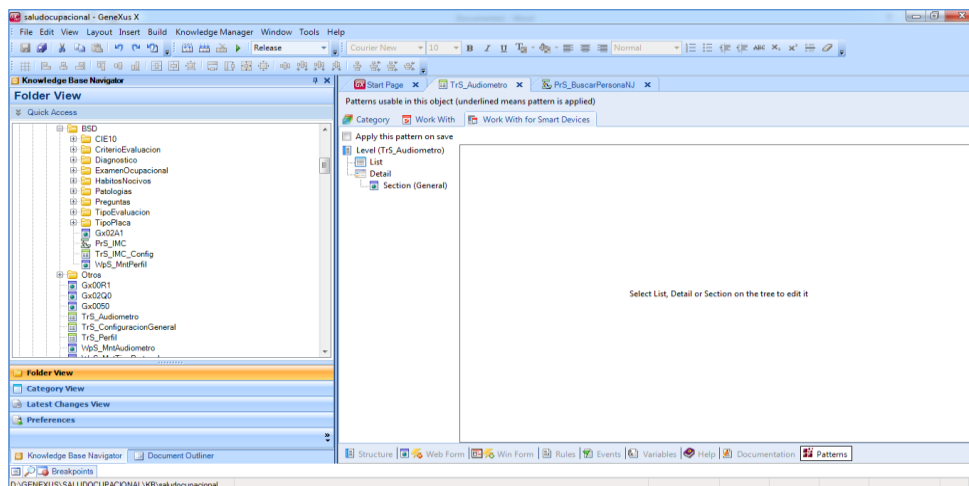 saludocupacional - GeneXus X
File Edit View Layout Insert Build Knowledge Manager Window Tools Help
Release Courier New 10 B I U Normal ABC
Knowledge Base Navigator
Folder View
Quick Access
BSD
CIE10
CriterioEvaluacion
Diagnostico
ExamenOcupacional
HabitosNocivos
Patologias
Preguntas
TipoEvaluacion
TipoPlaca
Gx02A1
PrS_IMC
TrS_IMC_Config
WpS_MntPerfil
Otros
Gx00R1
Gx02Q0
Gx0050
TrS_Audiometro
TrS_ConfiguracionGeneral
TrS_Perfil
WpS_MntAudiometro
Folder View
Category View
Latest Changes View
Preferences
Knowledge Base Navigator Document Outliner
Start Page TrS_Audiometro PrS_BuscarPersonaNJ
Patterns usable in this object (underlined means pattern is applied)
Category Work With Work With for Smart Devices
Apply this pattern on save
Level (TrS_Audiometro)
List
Detail
Section (General)
Select List, Detail or Section on the tree to edit it
Structure Web Form Win Form Rules Events Variables Help Documentation Patterns
Breakpoints
D:\GENEXUS\SALUDOCUPACIONAL\KB\saludocupacional